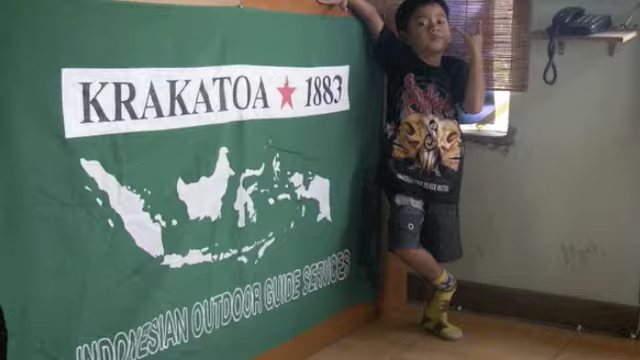 KRAKATOA ★ 1883
INDONESIAN OUTDOOR GUIDE SERVICES